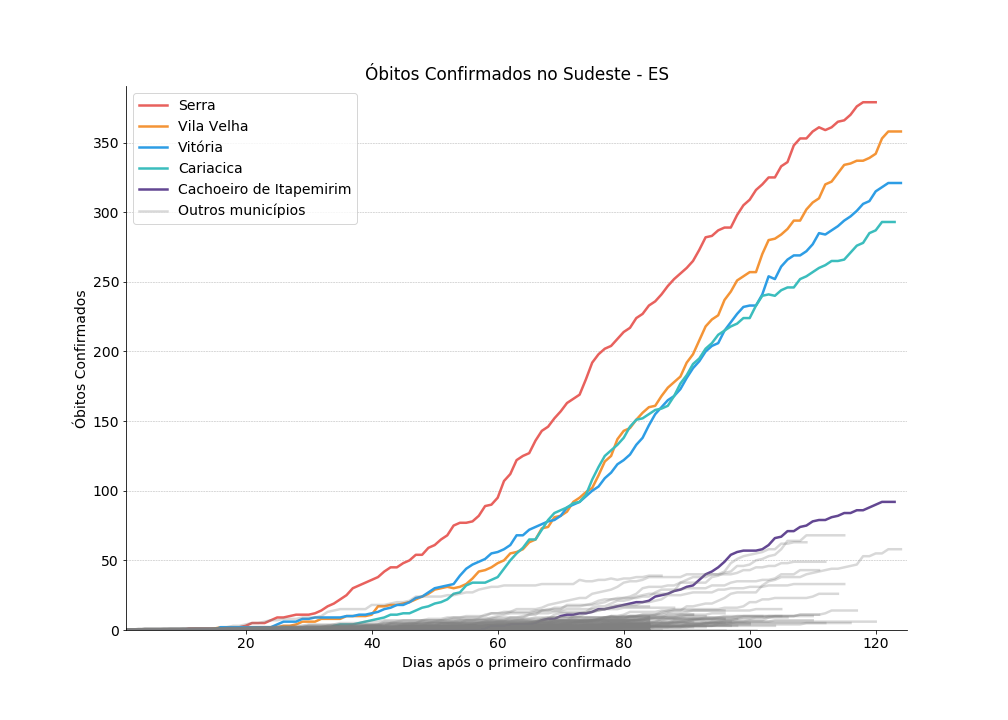 Óbitos Confirmados no Sudeste - ES
Serra
Vila Velha
Vitória
Cariacica
Cachoeiro de Itapemirim
Outros municípios
Óbitos Confirmados
350
300
250
200
150
100
50
0
20 40 60 80 100 120
Dias após o primeiro confirmado